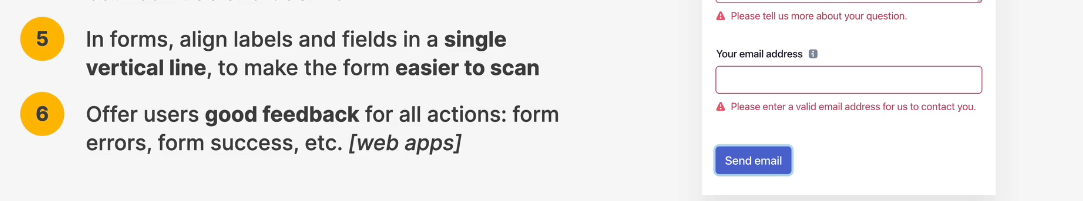 5
In forms, align labels and fields in a single
vertical line, to make the form easier to scan
6
Offer users good feedback for all actions: form
errors, form success, etc. [web apps]
Please tell us more about your question.
Your email address
Please enter a valid email address for us to contact you.
Send email